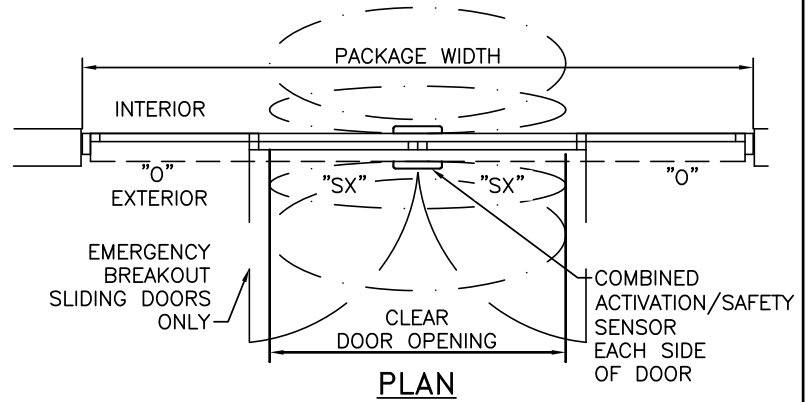 PACKAGE WIDTH
INTERIOR
"O"
"SX"
"SX"
"O"
EXTERIOR
EMERGENCY
BREAKOUT
SLIDING DOORS
ONLY
CLEAR
DOOR OPENING
COMBINED
ACTIVATION/SAFETY
SENSOR
EACH SIDE
OF DOOR
PLAN